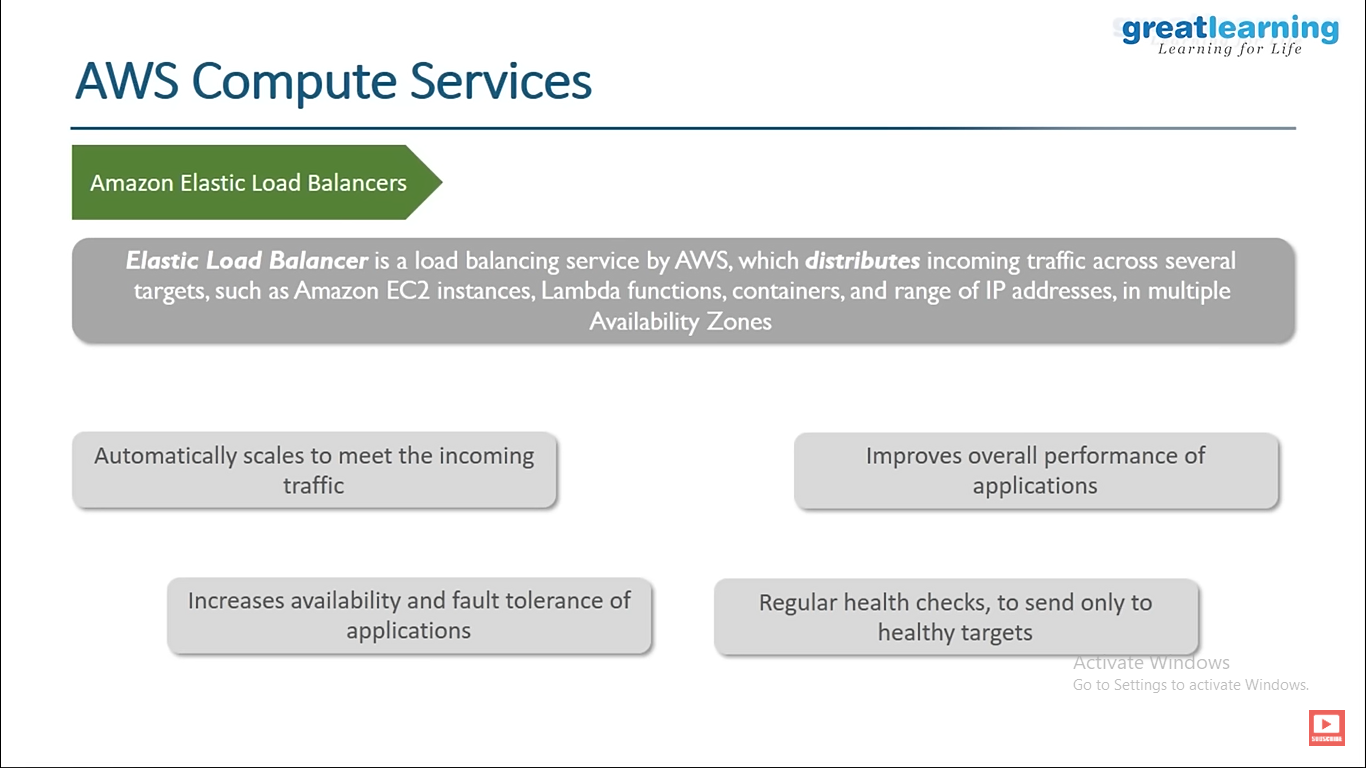 greatlearning
Learning for Life
AWS Compute Services
Amazon Elastic Load Balancers
Elastic Load Balancer is a load balancing service by AWS, which distributes incoming traffic across several
targets, such as Amazon EC2 instances, Lambda functions, containers, and range of IP addresses, in multiple
Availability Zones
Automatically scales to meet the incoming
traffic
Improves overall performance of
applications
Increases availability and fault tolerance of
applications
Regular health checks, to send only to
healthy targets
Activate Windows
Go to Settings to activate Windows.
SUBSCRIBE